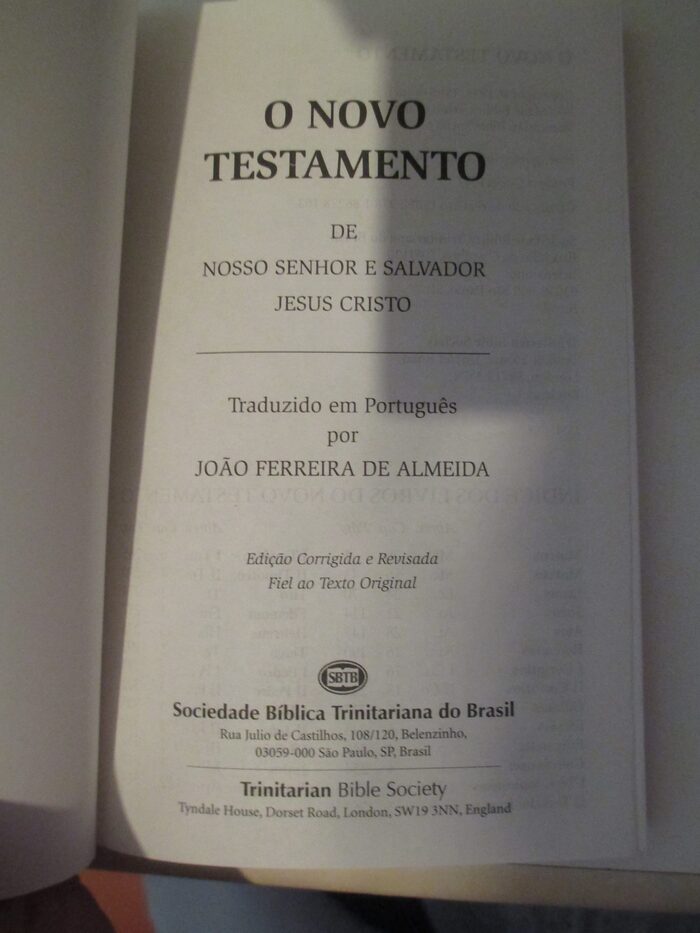 O NOVO
TESTAMENTO
DE
NOSSO SENHOR E SALVADOR
JESUS CRISTO
Traduzido em Português
por
JOÃO FERREIRA DE ALMEIDA
Edição Corrigida e Revisada
Fiel ao Texto Original
SBTB
Sociedade Bíblica Trinitariana do Brasil
Rua Julio de Castilhos, 108/120, Belenzinho,
03059-000 São Paulo, SP, Brasil
Trinitarian Bible Society
Tyndale House, Dorset Road, London, SW19 3NN, England